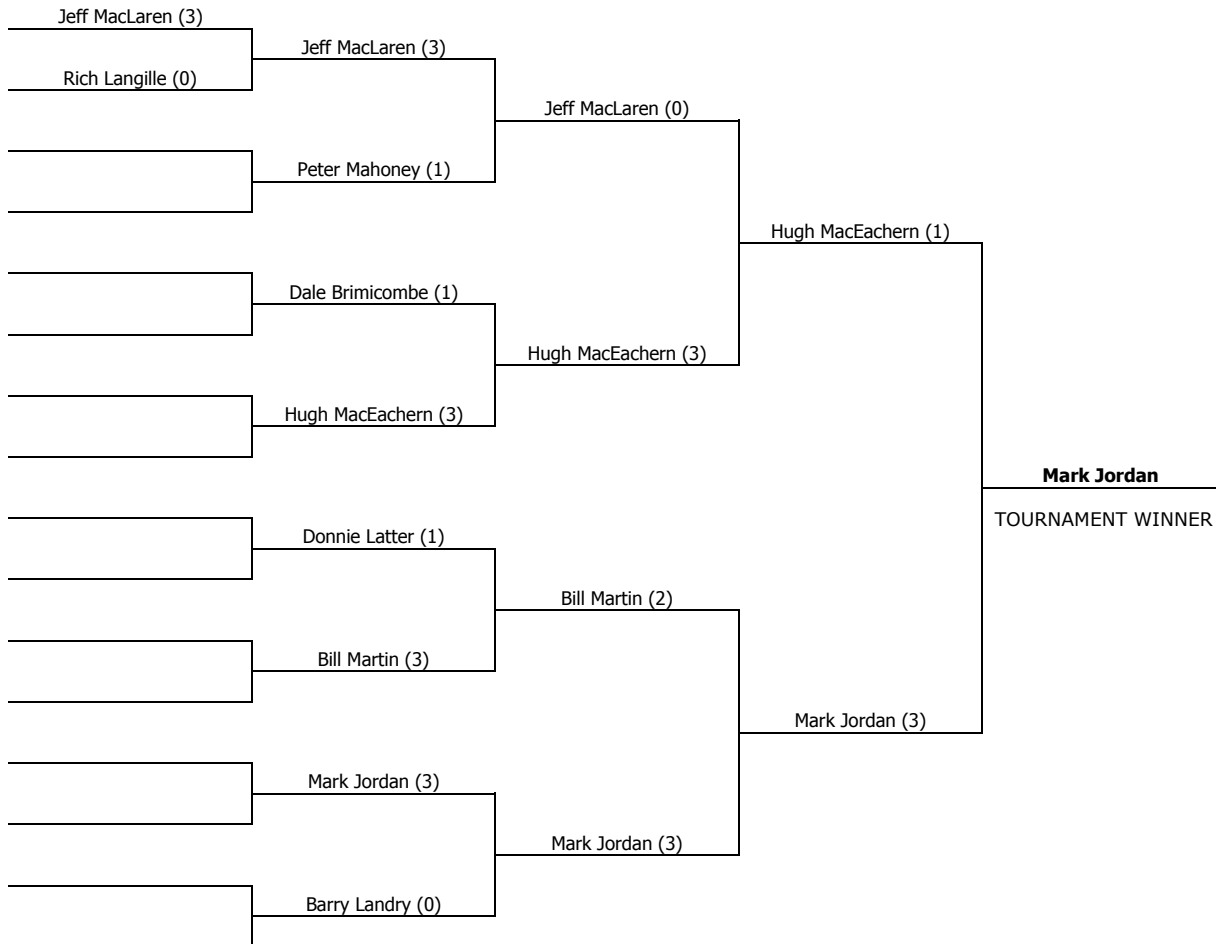 Jeff MacLaren (3)
Jeff MacLaren (3)
Rich Langille (0)
Jeff MacLaren (0)
Peter Mahoney (1)
Hugh MacEachern (1)
Dale Brimicombe (1)
Hugh MacEachern (3)
Hugh MacEachern (3)
Mark Jordan
TOURNAMENT WINNER
Donnie Latter (1)
Bill Martin (2)
Bill Martin (3)
Mark Jordan (3)
Mark Jordan (3)
Mark Jordan (3)
Barry Landry (0)